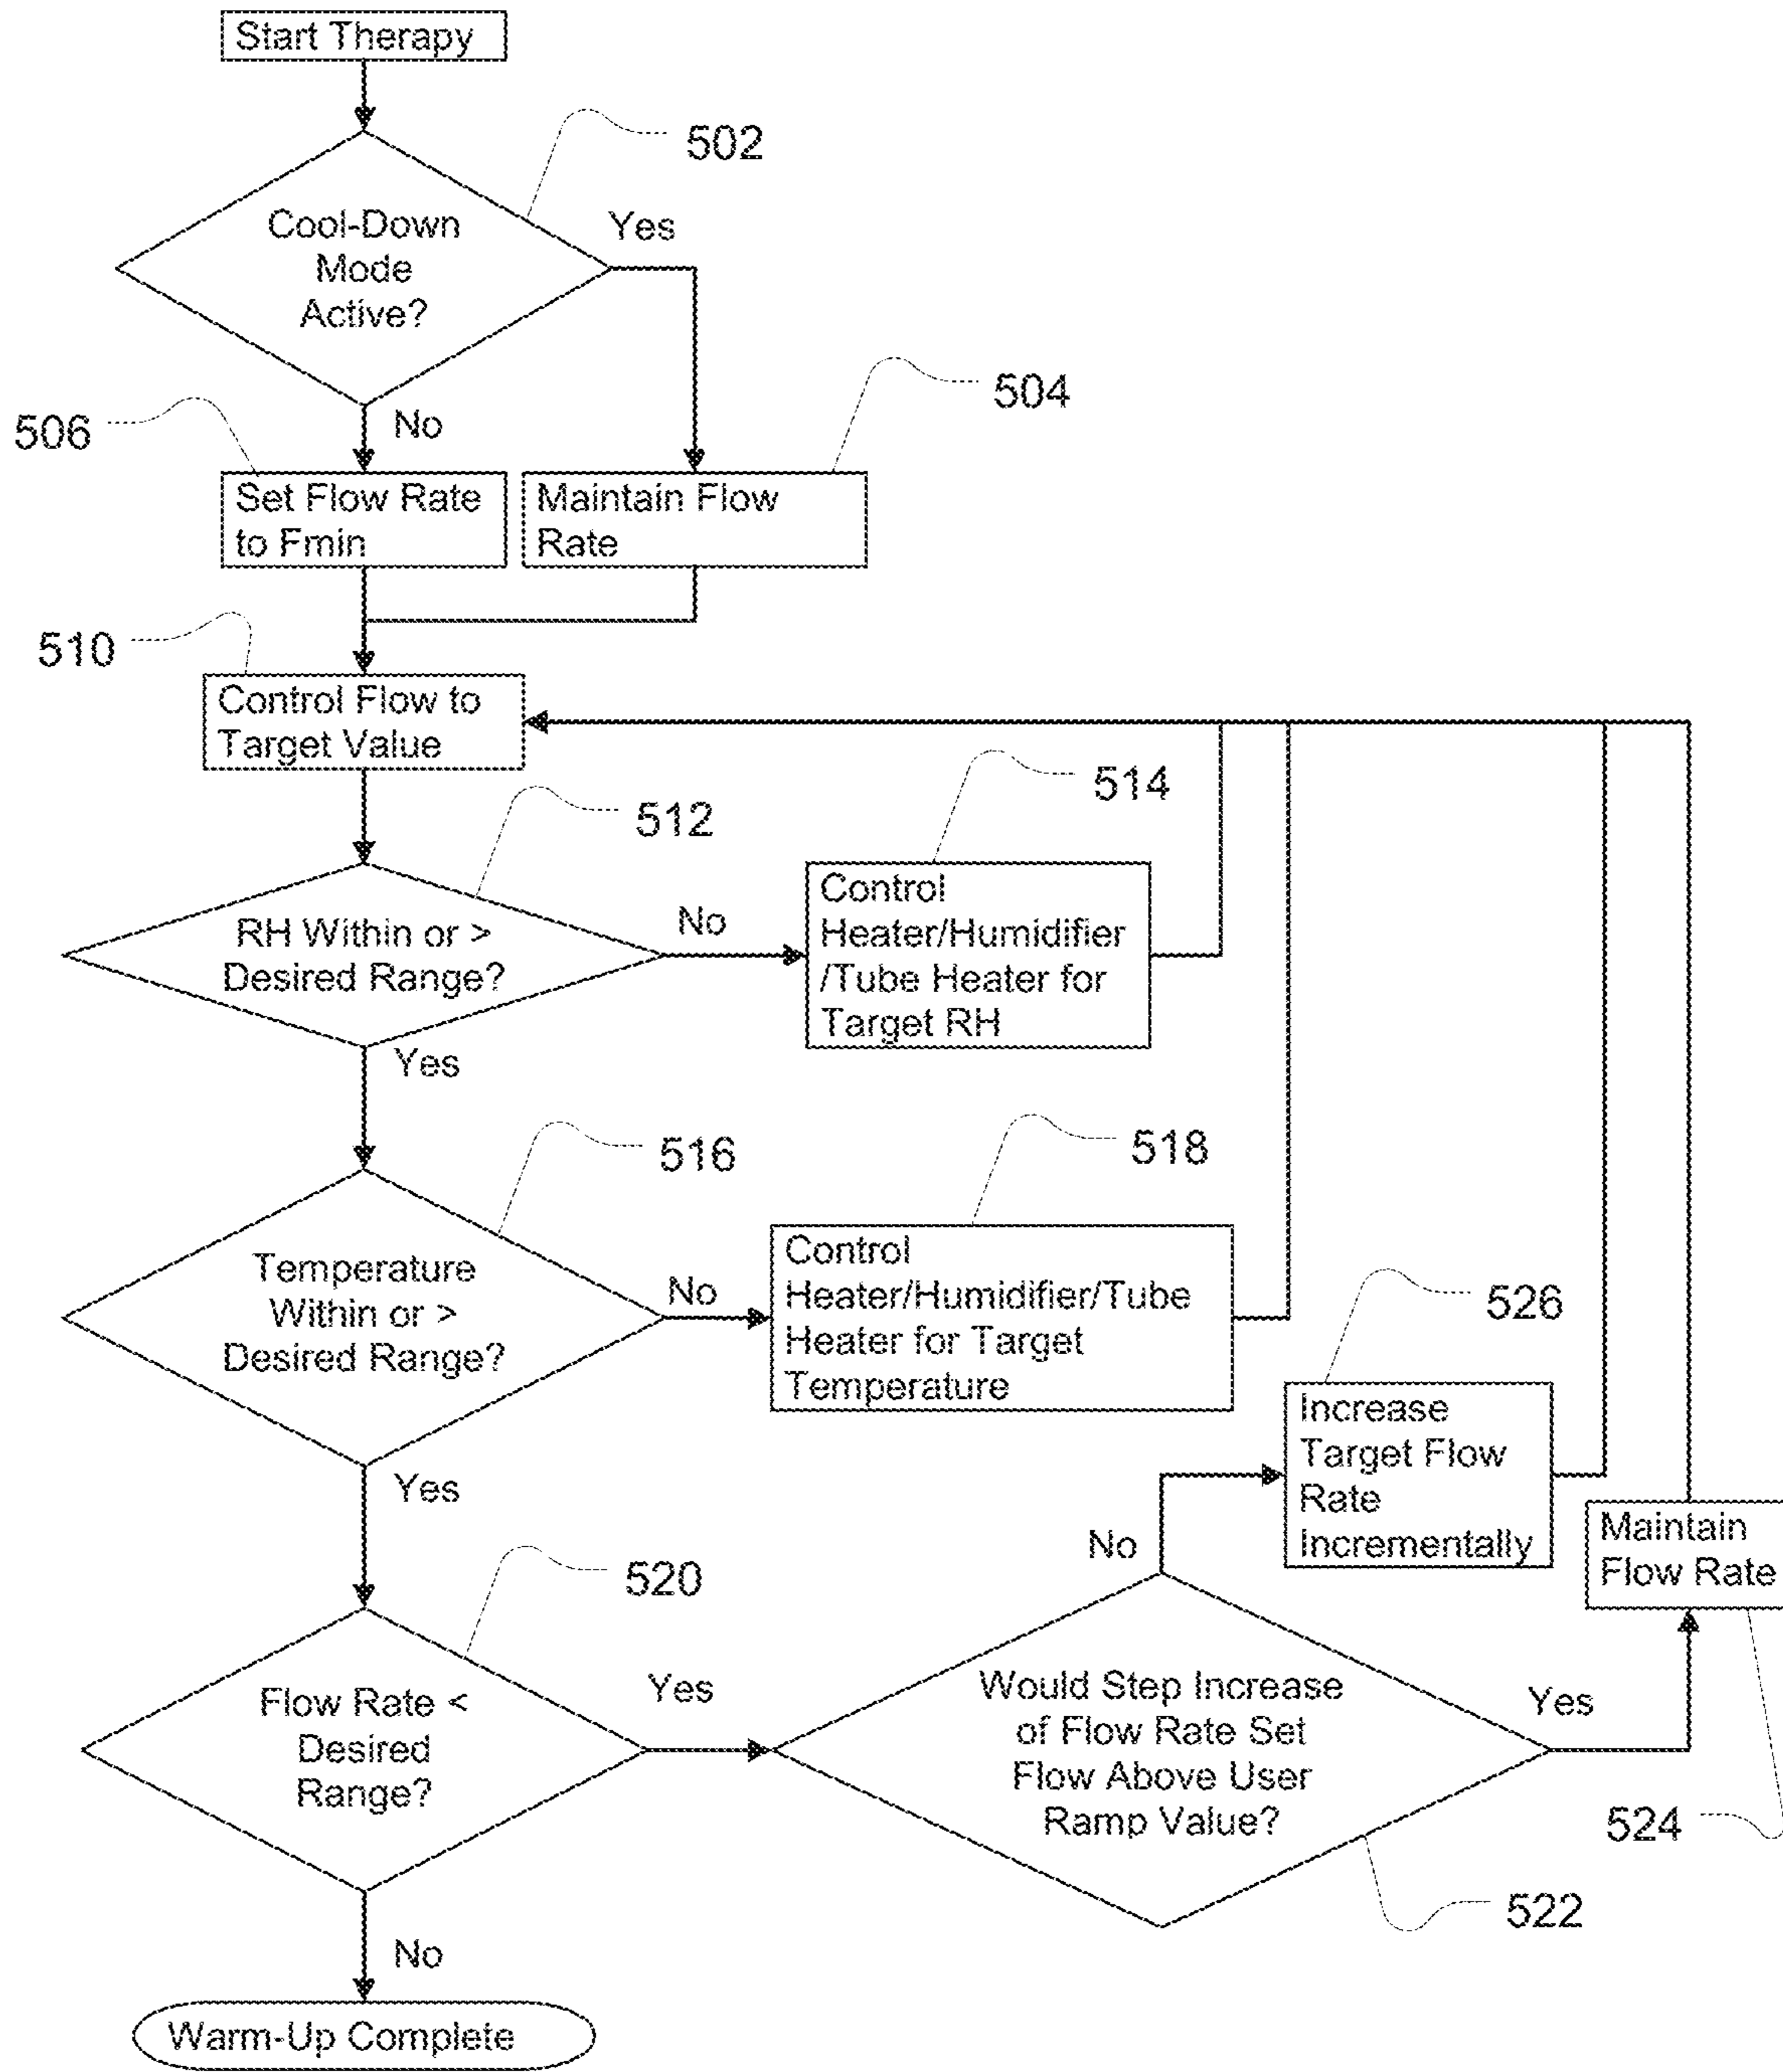 Start Therapy
502
Cool-Down
Mode
Active?
Yes
504
506
No
Set Flow Rate
to Fmin
Maintain Flow
Rate
510
Control Flow to
Target Value
512
514
RH Within or >
Desired Range?
No
Control
Heater/Humidifier
/Tube Heater for
Target RH
Yes
516
518
Temperature
Within or >
Desired Range?
No
Control
Heater/Humidifier/Tube
Heater for Target
Temperature
526
Increase
Target Flow
Rate
Incrementally
Yes
Maintain
Flow Rate
No
520
Flow Rate <
Desired
Range?
Yes
Would Step Increase
of Flow Rate Set
Flow Above User
Ramp Value?
Yes
524
522
No
Warm-Up Complete